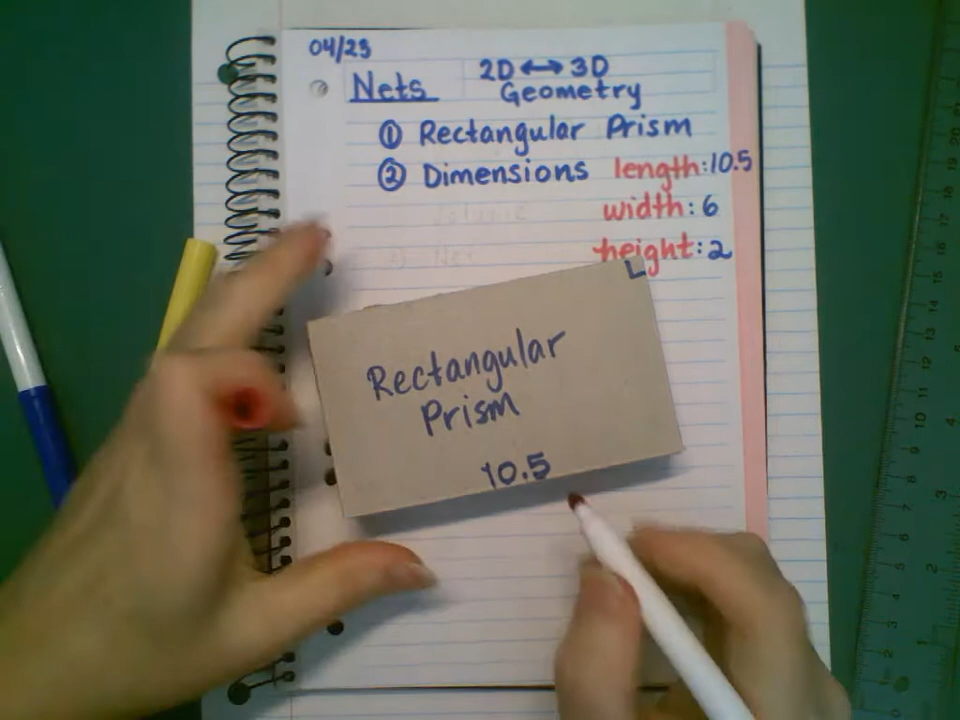 04/23
Nets 2D ↔ 3D
Geometry
① Rectangular Prism
② Dimensions length: 10.5
width: 6
height: 2
Rectangular
Prism
10.5